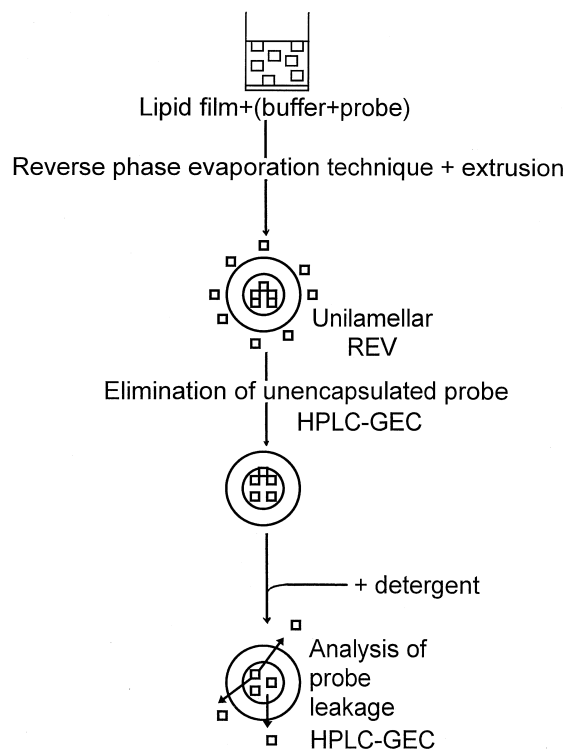 Lipid film+(buffer+probe)
Reverse phase evaporation technique + extrusion
Unilamellar
REV
Elimination of unencapsulated probe
HPLC-GEC
+ detergent
Analysis of
probe
leakage
HPLC-GEC